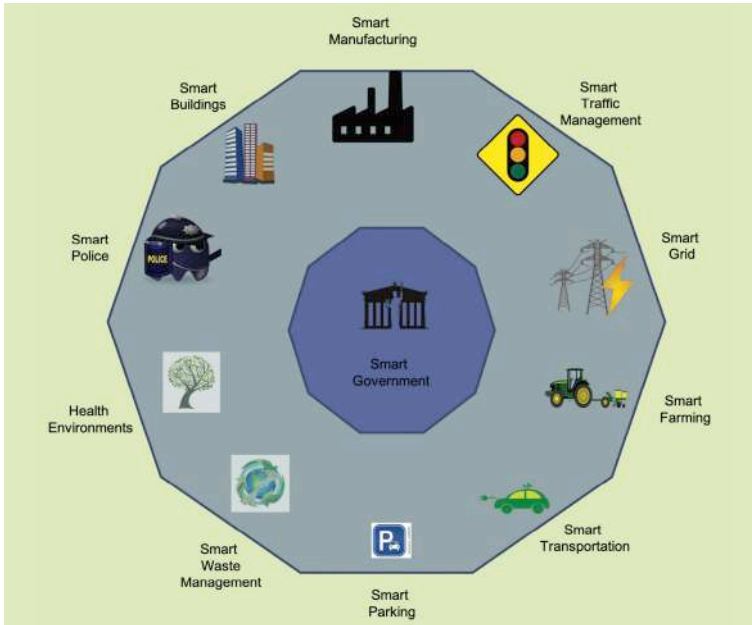 Smart
Manufacturing
Smart
Buildings
Smart
Traffic
Management
Smart
Police
POLICE
Smart
Grid
Smart
Government
Health
Environments
Smart
Farming
Smart
Waste
Management
P
Smart
Transportation
Smart
Parking